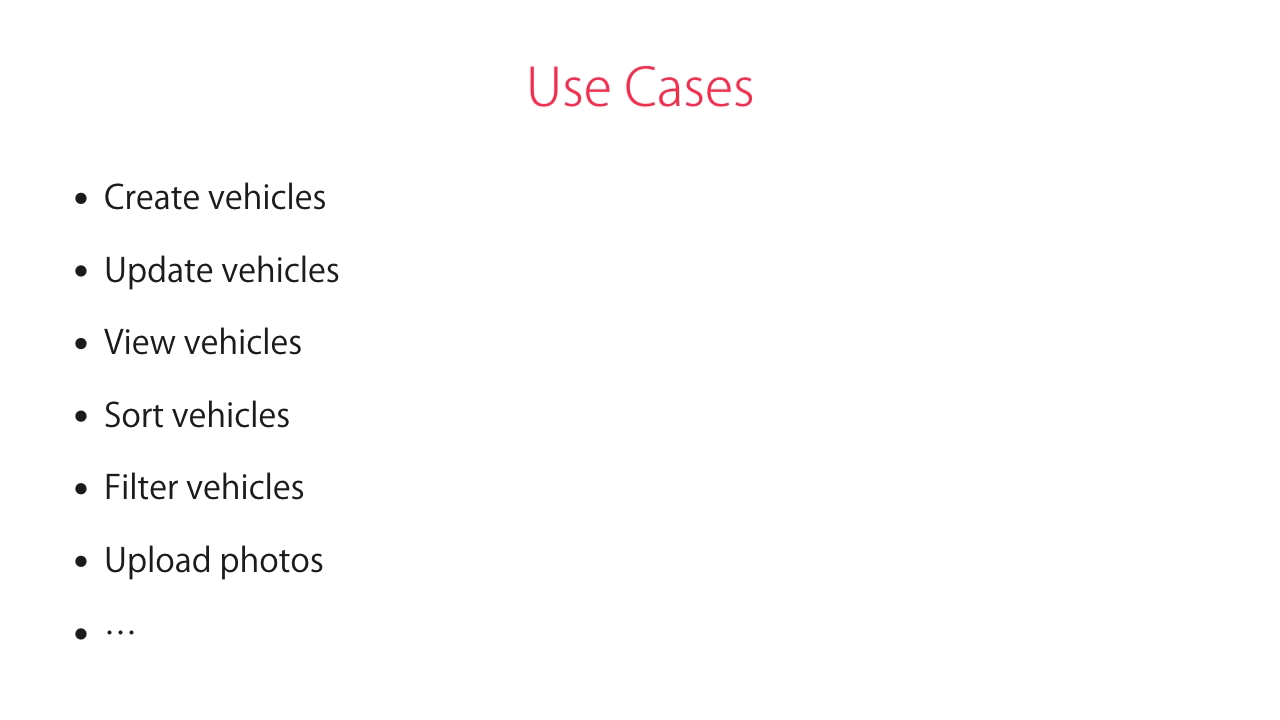 Use Cases
• Create vehicles
• Update vehicles
• View vehicles
• Sort vehicles
• Filter vehicles
• Upload photos
• …